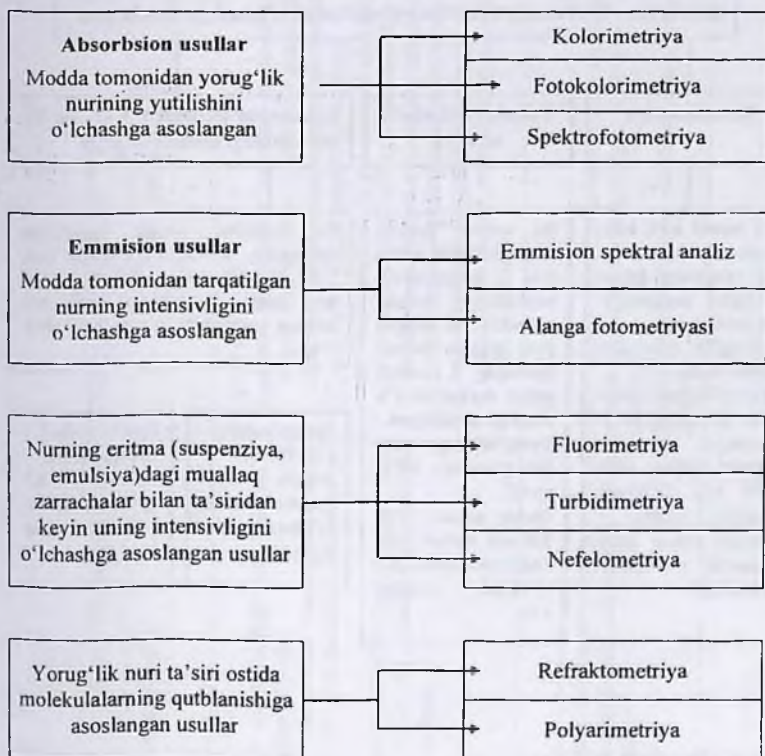 Absorbsion usullar
Modda tomonidan yorug‘lik
nurining yutilishini
o‘lchashga asoslangan
Kolorimetriya
Fotokolorimetriya
Spektrofotometriya
Emmision usullar
Modda tomonidan tarqatilgan
nurning intensivligini
o‘lchashga asoslangan
Emmision spektral analiz
Alanga fotometriyasi
Nurning eritma (suspenziya,
emulsiya)dagi muallaq
zarrachalar bilan ta’siridan
keyin uning intensivligini
o‘lchashga asoslangan usullar
Fluorimetriya
Turbidimetriya
Nefelometriya
Yorug‘lik nuri ta’siri ostida
molekulalarning qutblanishiga
asoslangan usullar
Refraktometriya
Polyarimetriya